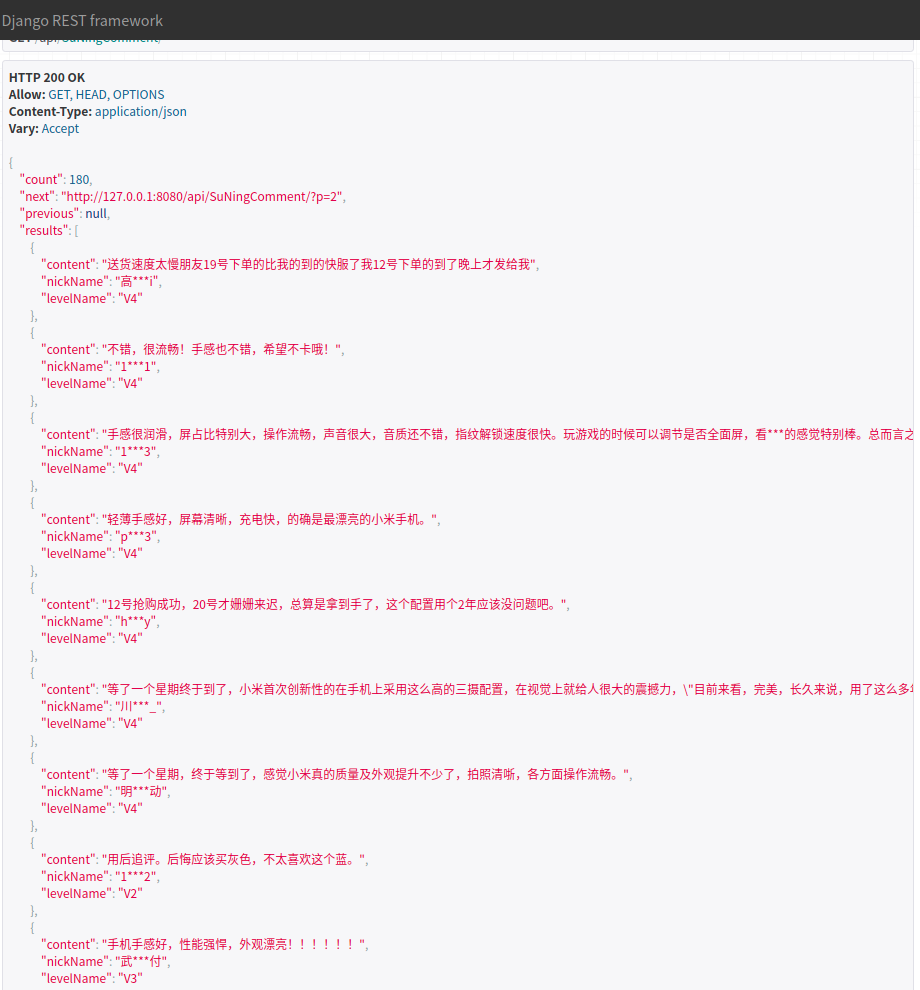 Django REST framework
GET /api/SuNingComment/
HTTP 200 OK
Allow: GET, HEAD, OPTIONS
Content-Type: application/json
Vary: Accept
{
"count": 180,
"next": "http://127.0.0.1:8080/api/SuNingComment/?p=2",
"previous": null,
"results": [
{
"content": "送货速度太慢朋友19号下单的比我的到的快服了我12号下单的到了晚上才发给我",
"nickName": "高***i",
"levelName": "V4"
},
{
"content": "不错，很流畅！手感也不错，希望不卡哦！",
"nickName": "1***1",
"levelName": "V4"
},
{
"content": "手感很润滑，屏占比特别大，操作流畅，声音很大，音质还不错，指纹解锁速度很快。玩游戏的时候可以调节是否全面屏，看***的感觉特别棒。总而言之
"nickName": "1***3",
"levelName": "V4"
},
{
"content": "轻薄手感好，屏幕清晰，充电快，的确是最漂亮的小米手机。",
"nickName": "p***3",
"levelName": "V4"
},
{
"content": "12号抢购成功，20号才姗姗来迟，总算是拿到手了，这个配置用个2年应该没问题吧。",
"nickName": "h***y",
"levelName": "V4"
},
{
"content": "等了一个星期终于到了，小米首次创新性的在手机上采用这么高的三摄配置，在视觉上就给人很大的震撼力，\"目前来看，完美，长久来说，用了这么多
"nickName": "川***_",
"levelName": "V4"
},
{
"content": "等了一个星期，终于等到了，感觉小米真的质量及外观提升不少了，拍照清晰，各方面操作流畅。",
"nickName": "明***动",
"levelName": "V4"
},
{
"content": "用后追评。后悔应该买灰色，不太喜欢这个蓝。",
"nickName": "1***2",
"levelName": "V2"
},
{
"content": "手机手感好，性能强悍，外观漂亮！！！！！！",
"nickName": "武***付",
"levelName": "V3"